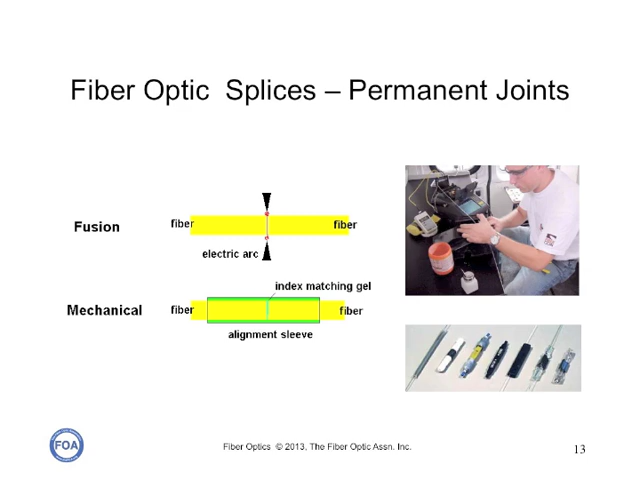 Fiber Optic  Splices – Permanent Joints
Fusion
fiber
fiber
electric arc
index matching gel
Mechanical
fiber
fiber
alignment sleeve
FOA
Fiber Optics  © 2013, The Fiber Optic Assn. Inc.
13